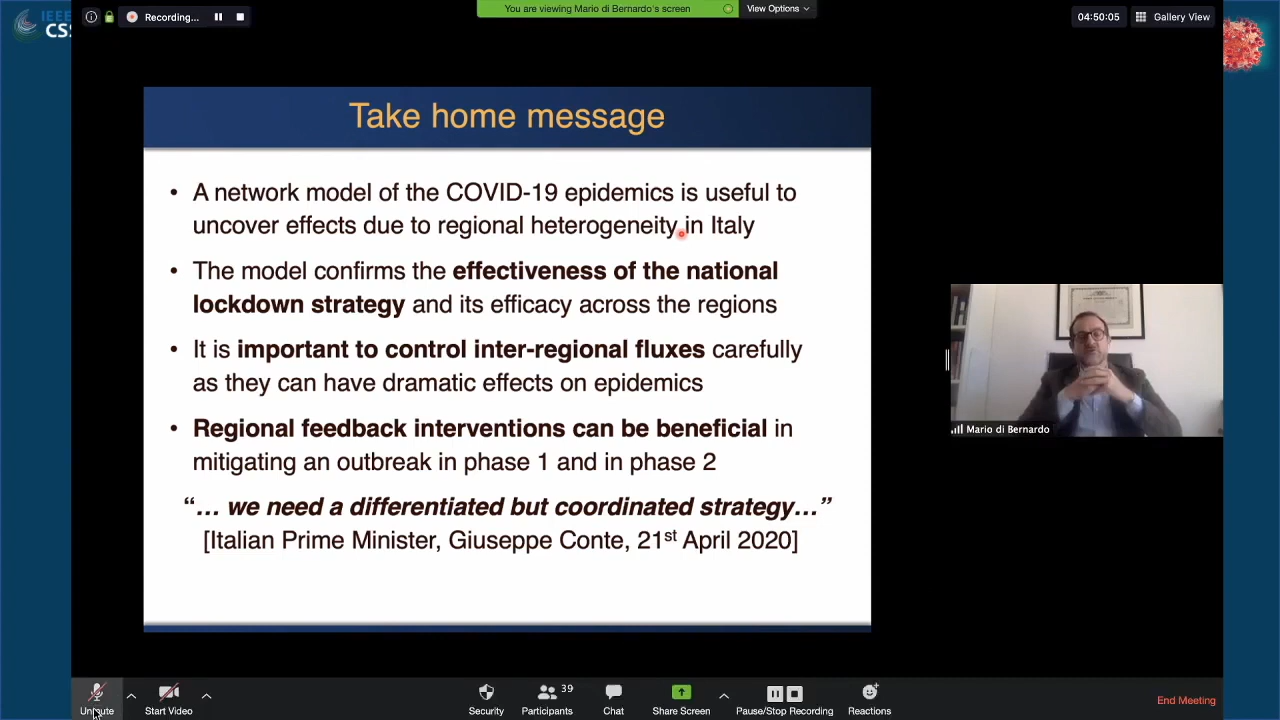 IEEE
CSS
Recording...
You are viewing Mario di Bernardo's screen
View Options
04:50:05
Gallery View
Take home message
• A network model of the COVID-19 epidemics is useful to
uncover effects due to regional heterogeneity in Italy
• The model confirms the effectiveness of the national
lockdown strategy and its efficacy across the regions
• It is important to control inter-regional fluxes carefully
as they can have dramatic effects on epidemics
• Regional feedback interventions can be beneficial in
mitigating an outbreak in phase 1 and in phase 2
“… we need a differentiated but coordinated strategy…”
[Italian Prime Minister, Giuseppe Conte, 21st April 2020]
Mario di Bernardo
Unmute
Start Video
Security
Participants
39
Chat
Share Screen
Pause/Stop Recording
Reactions
End Meeting